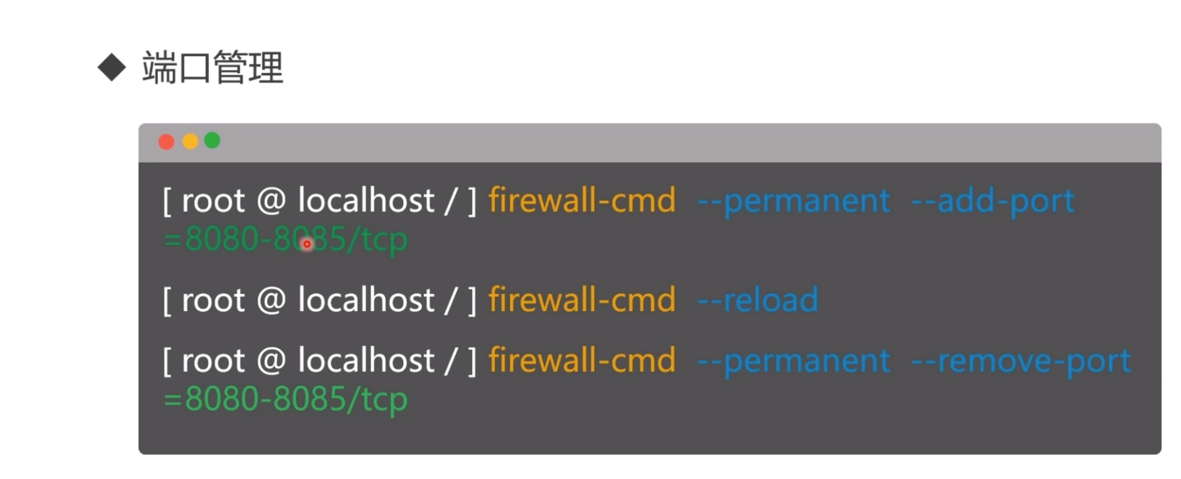 ◆ 端口管理
[ root @ localhost / ] firewall-cmd --permanent --add-port
=8080-8085/tcp
[ root @ localhost / ] firewall-cmd --reload
[ root @ localhost / ] firewall-cmd --permanent --remove-port
=8080-8085/tcp